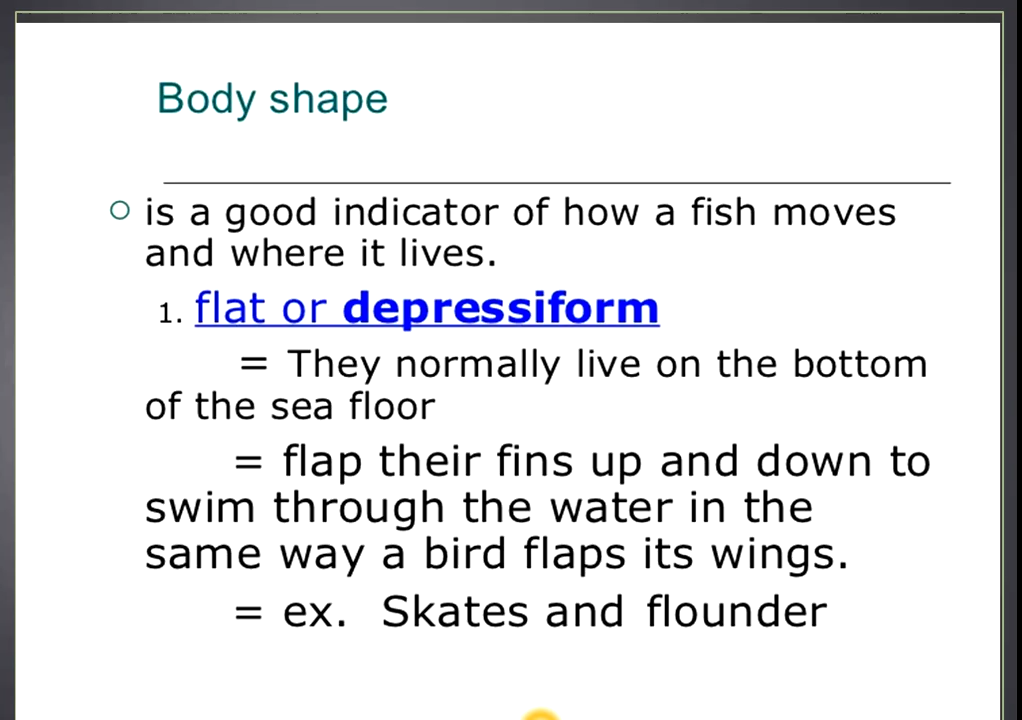 Body shape
is a good indicator of how a fish moves
and where it lives.
1. flat or depressiform
= They normally live on the bottom
of the sea floor
= flap their fins up and down to
swim through the water in the
same way a bird flaps its wings.
= ex. Skates and flounder